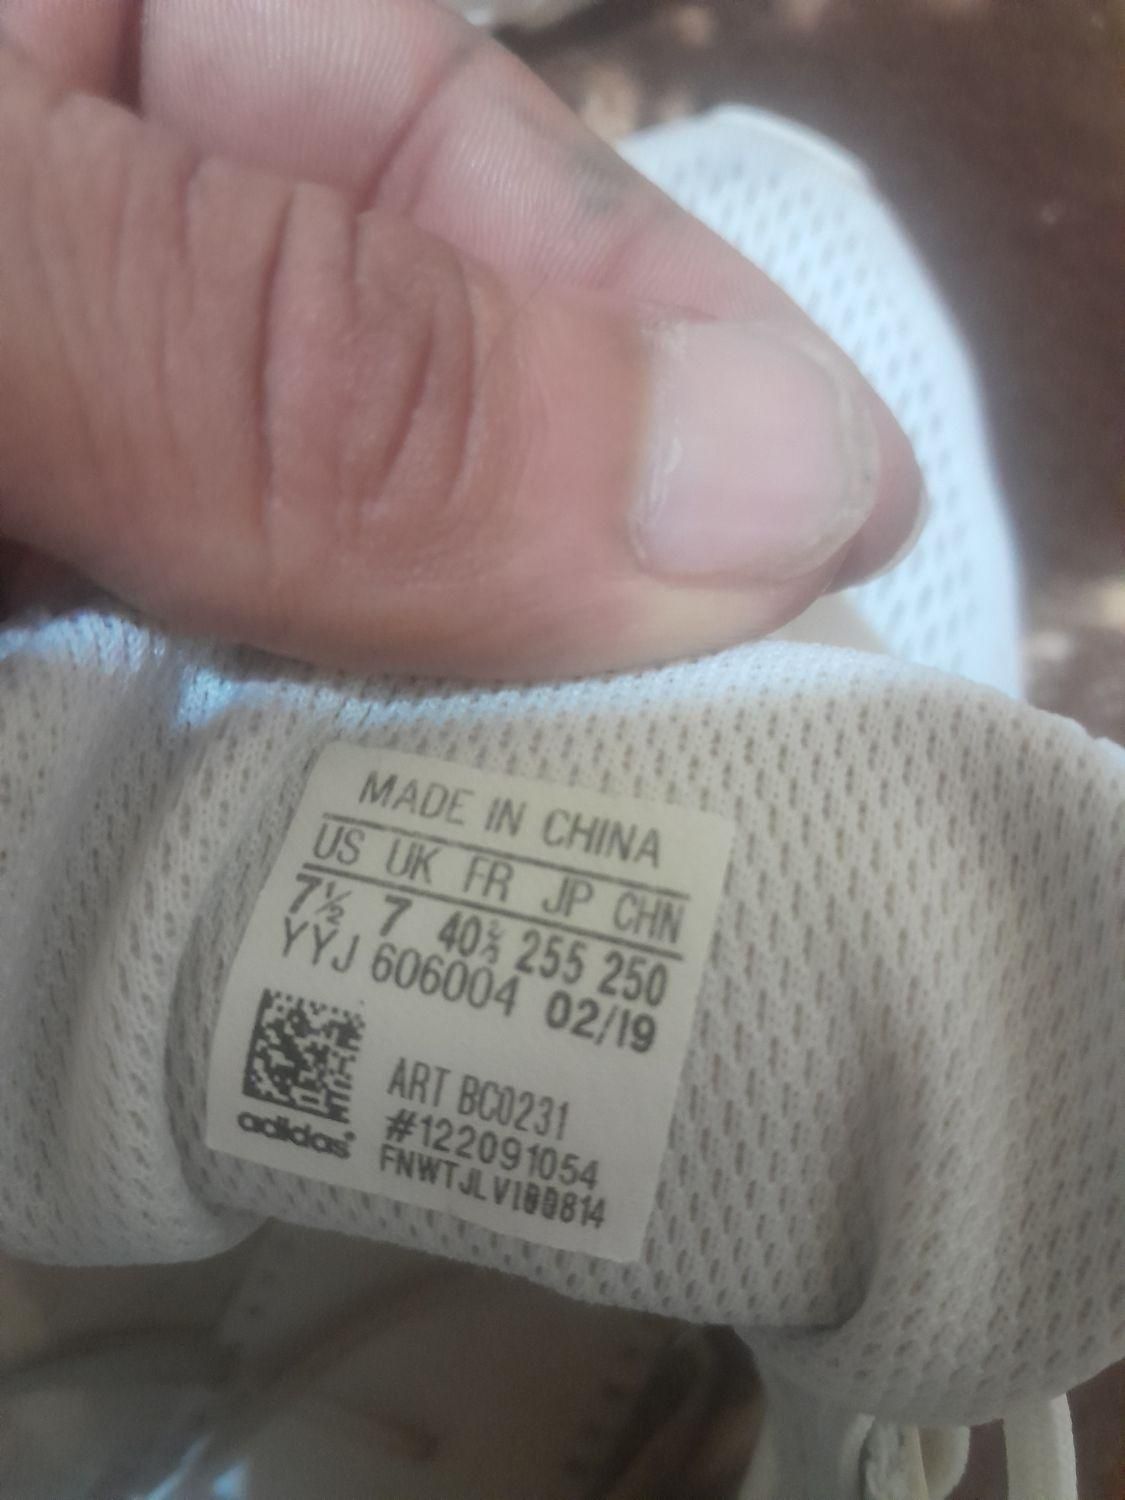 MADE IN CHINA
US UK FR JP CHN
7½ 7 40⅔ 255 250
YYJ 606004 02/19
ART BC0231
#122091054
adidas®